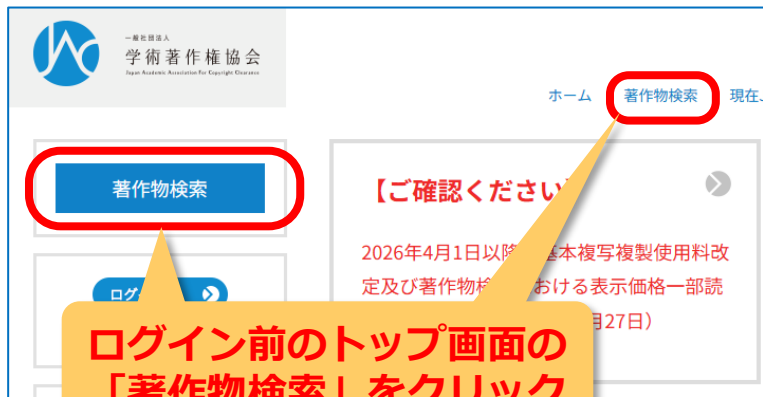 一般社団法人
学術著作権協会
Japan Academic Association For Copyright Clearance
ホーム 著作物検索 現在
著作物検索
【ご確認ください
2026年4月1日以降 基本複写複製使用料改
定及び著作物検 おける表示価格一部読
月27日）
ログ
ログイン前のトップ画面の
「著作物検索」をクリック